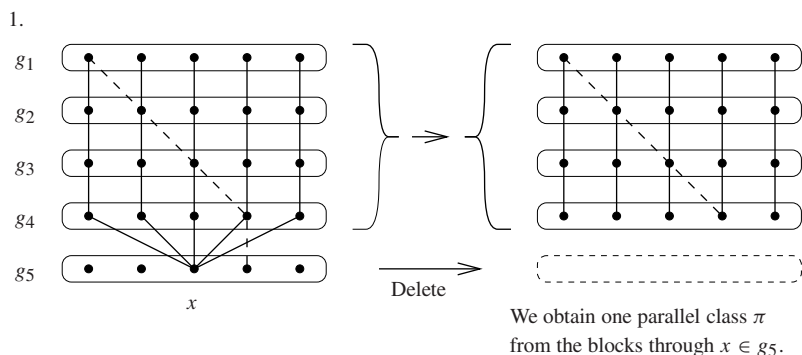 1.
g1
g2
g3
g4
g5
x
Delete
We obtain one parallel class π
from the blocks through x ∈ g5.